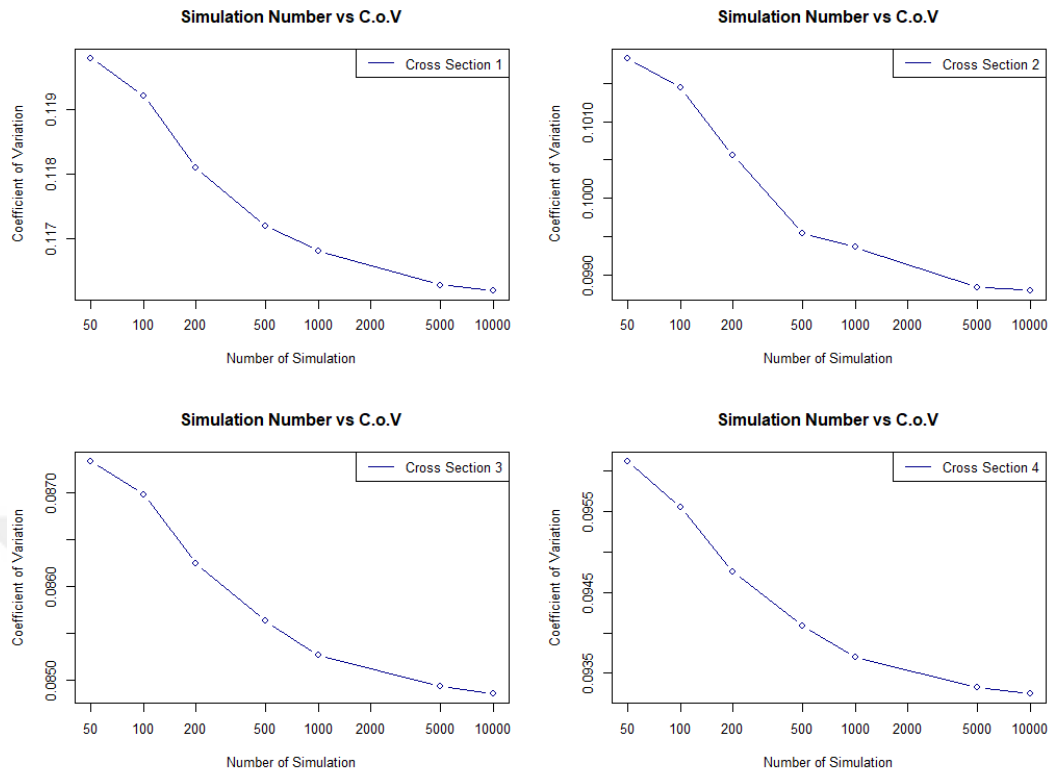 Simulation Number vs C.o.V
Cross Section 1
Coefficient of Variation
0.119
0.118
0.117
50 100 200 500 1000 2000 5000 10000
Number of Simulation
Simulation Number vs C.o.V
Cross Section 2
Coefficient of Variation
0.1010
0.1000
0.0990
50 100 200 500 1000 2000 5000 10000
Number of Simulation
Simulation Number vs C.o.V
Cross Section 3
Coefficient of Variation
0.0870
0.0860
0.0850
50 100 200 500 1000 2000 5000 10000
Number of Simulation
Simulation Number vs C.o.V
Cross Section 4
Coefficient of Variation
0.0955
0.0945
0.0935
50 100 200 500 1000 2000 5000 10000
Number of Simulation